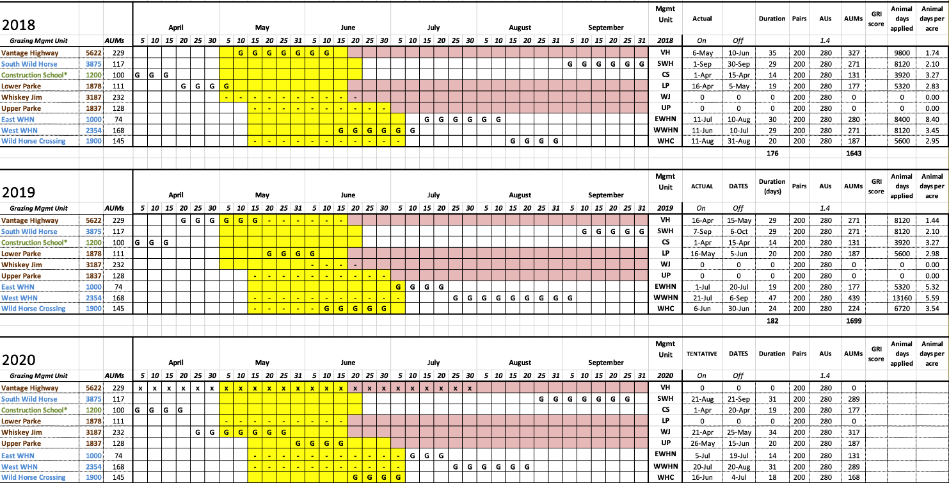 2018
Grazing Mgmt Unit AUMs April May June July August September Mgmt Unit Actual Duration Pairs AUs AUMs GRI score Animal days applied Animal days per acre
5 10 15 20 25 30 5 10 15 20 25 31 5 10 15 20 25 30 5 10 15 20 25 30 5 10 15 20 25 31 5 10 15 20 25 31 2018 On Off 1.4
Vantage Highway 5622 229 G G G G G G G VH 6-May 10-Jun 35 200 280 327 9800 1.74
South Wild Horse 3875 117 G G G G G G SWH 1-Sep 30-Sep 29 200 280 271 8120 2.10
Construction School* 1200 100 G G G CS 1-Apr 15-Apr 14 200 280 131 3920 3.27
Lower Parke 1878 111 G G G G LP 16-Apr 5-May 19 200 280 177 5320 2.83
Whiskey Jim 3187 232 - - - - - - - - - - WJ 0 0 0 200 280 0 0 0.00
Upper Parke 1837 128 - - - - - - - - - - UP 0 0 0 200 280 0 0 0.00
East WHN 1000 74 - - - - - - - - - - - G G G G G G EWHN 11-Jul 10-Aug 30 200 280 280 8400 8.40
West WHN 2354 168 - - - - - - G G G G G G WWHN 11-Jun 10-Jul 29 200 280 271 8120 3.45
Wild Horse Crossing 1900 145 - - - - - - - - - - - G G G G WHC 11-Aug 31-Aug 20 200 280 187 5600 2.95
176 1643
2019
Grazing Mgmt Unit AUMs April May June July August September Mgmt Unit ACTUAL DATES Duration (days) Pairs AUs AUMs GRI score Animal days applied Animal days per acre
5 10 15 20 25 30 5 10 15 20 25 31 5 10 15 20 25 30 5 10 15 20 25 30 5 10 15 20 25 31 5 10 15 20 25 31 2019 On Off 1.4
Vantage Highway 5622 229 G G G G G G - - - - - - VH 16-Apr 15-May 29 200 280 271 8120 1.44
South Wild Horse 3875 117 G G G G G SWH 7-Sep 6-Oct 29 200 280 271 8120 2.10
Construction School* 1200 100 G G G CS 1-Apr 15-Apr 14 200 280 131 3920 3.27
Lower Parke 1878 111 G G G G LP 16-May 5-Jun 20 200 280 187 5600 2.98
Whiskey Jim 3187 232 - - - - - - - - - - WJ 0 0 0 200 280 0 0 0.00
Upper Parke 1837 128 - - - - - - - - - - UP 0 0 0 200 280 0 0 0.00
East WHN 1000 74 - - - - - - - - - - G G G G EWHN 1-Jul 20-Jul 19 200 280 177 5320 5.32
West WHN 2354 168 - - - - - - - - - - - G G G G G G G G G WWHN 21-Jul 6-Sep 47 200 280 439 13160 5.59
Wild Horse Crossing 1900 145 - - - - - G G G G G WHC 6-Jun 30-Jun 24 200 280 224 6720 3.54
182 1699
2020
Grazing Mgmt Unit AUMs April May June July August September Mgmt Unit TENTATIVE DATES Duration Pairs AUs AUMs GRI score Animal days applied Animal days per acre
5 10 15 20 25 30 5 10 15 20 25 31 5 10 15 20 25 30 5 10 15 20 25 30 5 10 15 20 25 31 5 10 15 20 25 31 2020 On Off 1.4
Vantage Highway 5622 229 x x x x x x x x x x x x x x x x x x x x x x x x VH 0 0 0 200 280 0
South Wild Horse 3875 117 G G G G G G G SWH 21-Aug 21-Sep 31 200 280 289
Construction School* 1200 100 G G G G CS 1-Apr 20-Apr 19 200 280 177
Lower Parke 1878 111 - - - - - - - - - LP 0 0 0 200 280 0
Whiskey Jim 3187 232 G G G G G G G WJ 21-Apr 25-May 34 200 280 317
Upper Parke 1837 128 G G G G UP 26-May 15-Jun 20 200 280 187
East WHN 1000 74 - - - - - - - - - - - G G G EWHN 5-Jul 19-Jul 14 200 280 131
West WHN 2354 168 - - - - - - - - - - - G G G G G G WWHN 20-Jul 20-Aug 31 200 280 289
Wild Horse Crossing 1900 145 - - - - - - - G G G G WHC 16-Jun 4-Jul 18 200 280 168